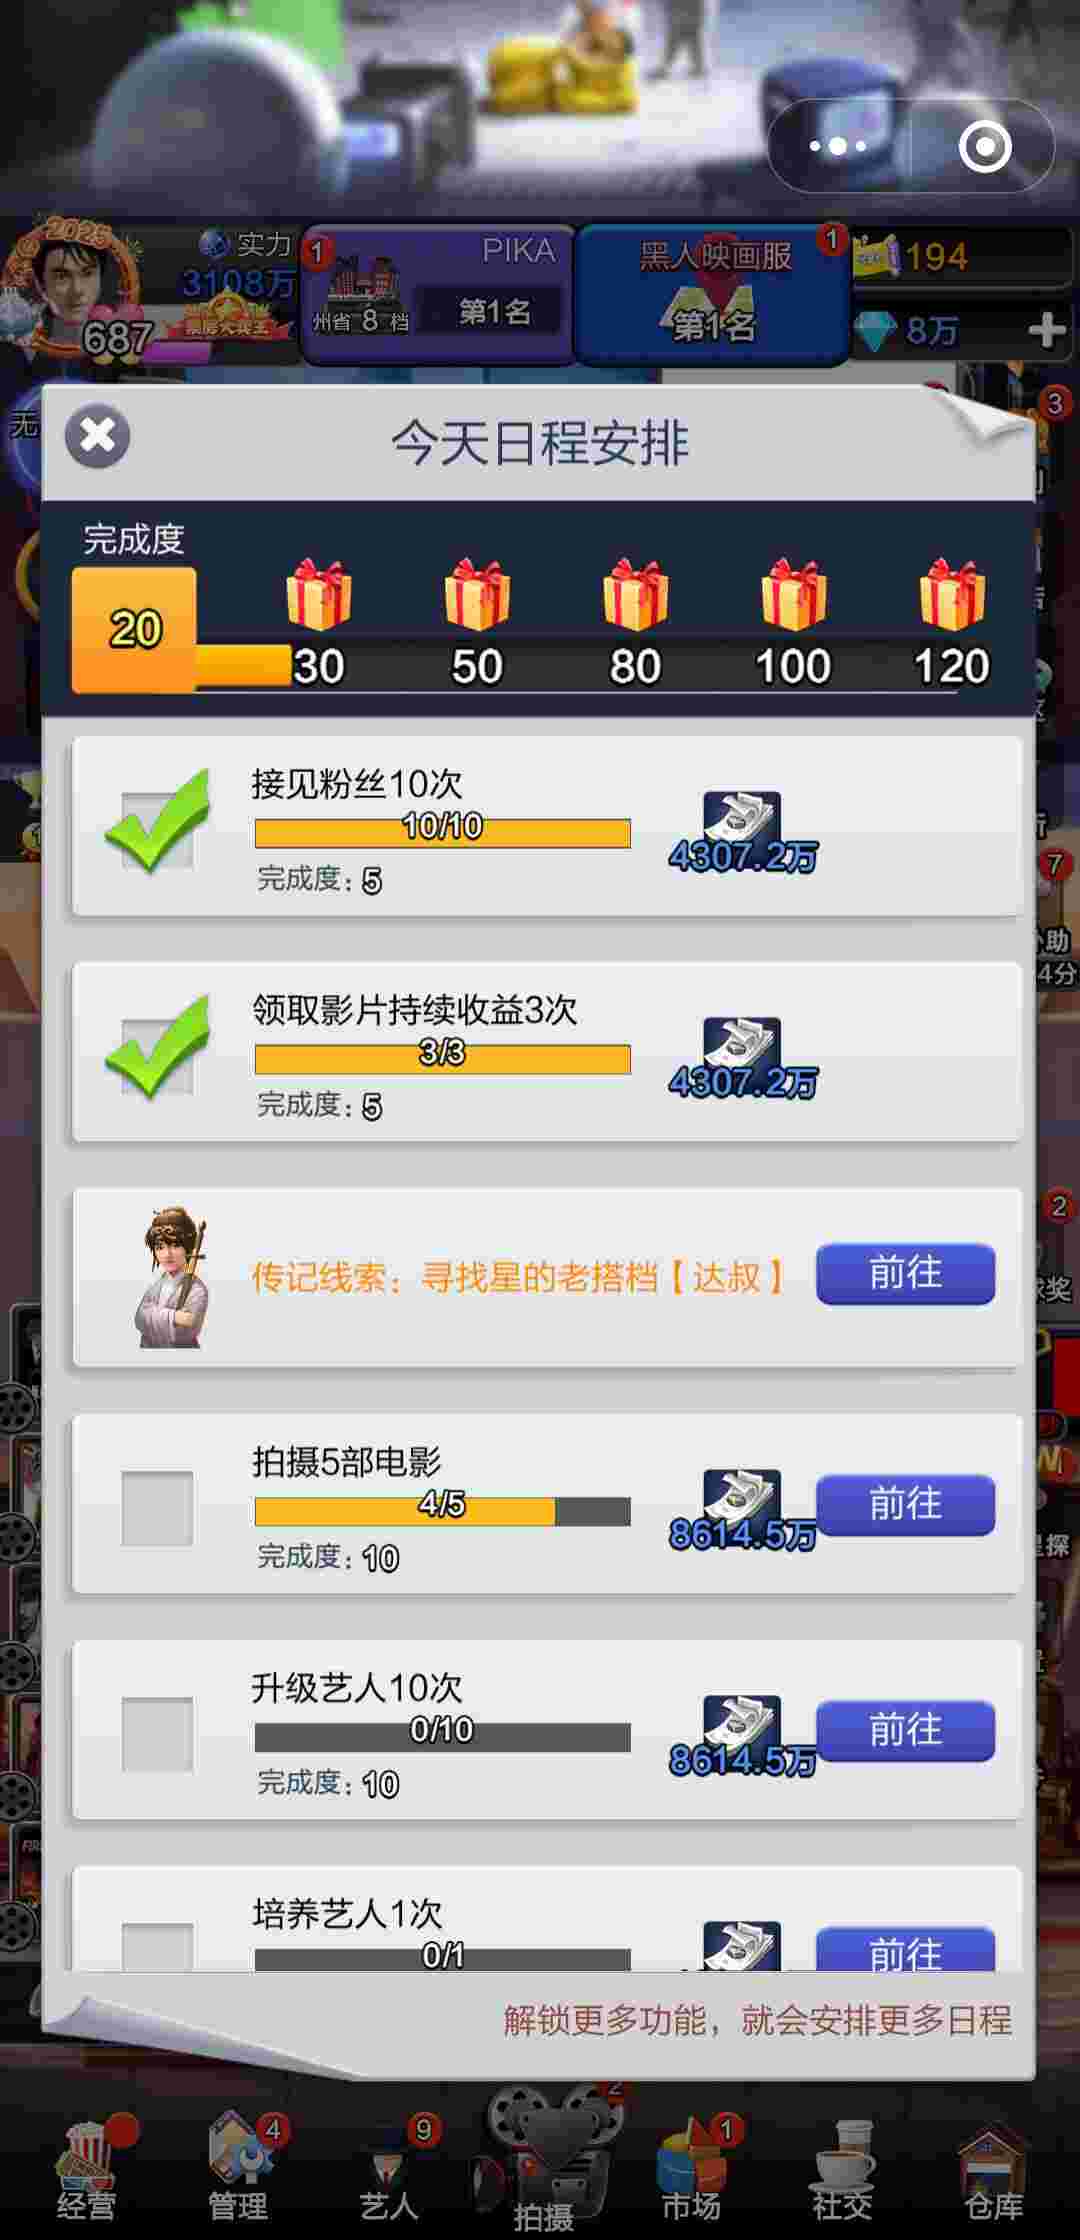 2025
实力
3108万
687
票房大宾王
1
PIKA
州省 8 档
第1名
黑人映画服
1
第1名
194
8万
无
3
今天日程安排
完成度
20
30
50
80
100
120
接见粉丝10次
10/10
完成度: 5
4307.2万
领取影片持续收益3次
3/3
完成度: 5
4307.2万
7
助
4分
传记线索：寻找星的老搭档【达叔】
前往
2
奖
拍摄5部电影
4/5
完成度: 10
8614.5万
前往
探
升级艺人10次
0/10
完成度: 10
8614.5万
前往
培养艺人1次
0/1
前往
解锁更多功能，就会安排更多日程
经营
4
管理
9
艺人
2
拍摄
1
市场
社交
仓库